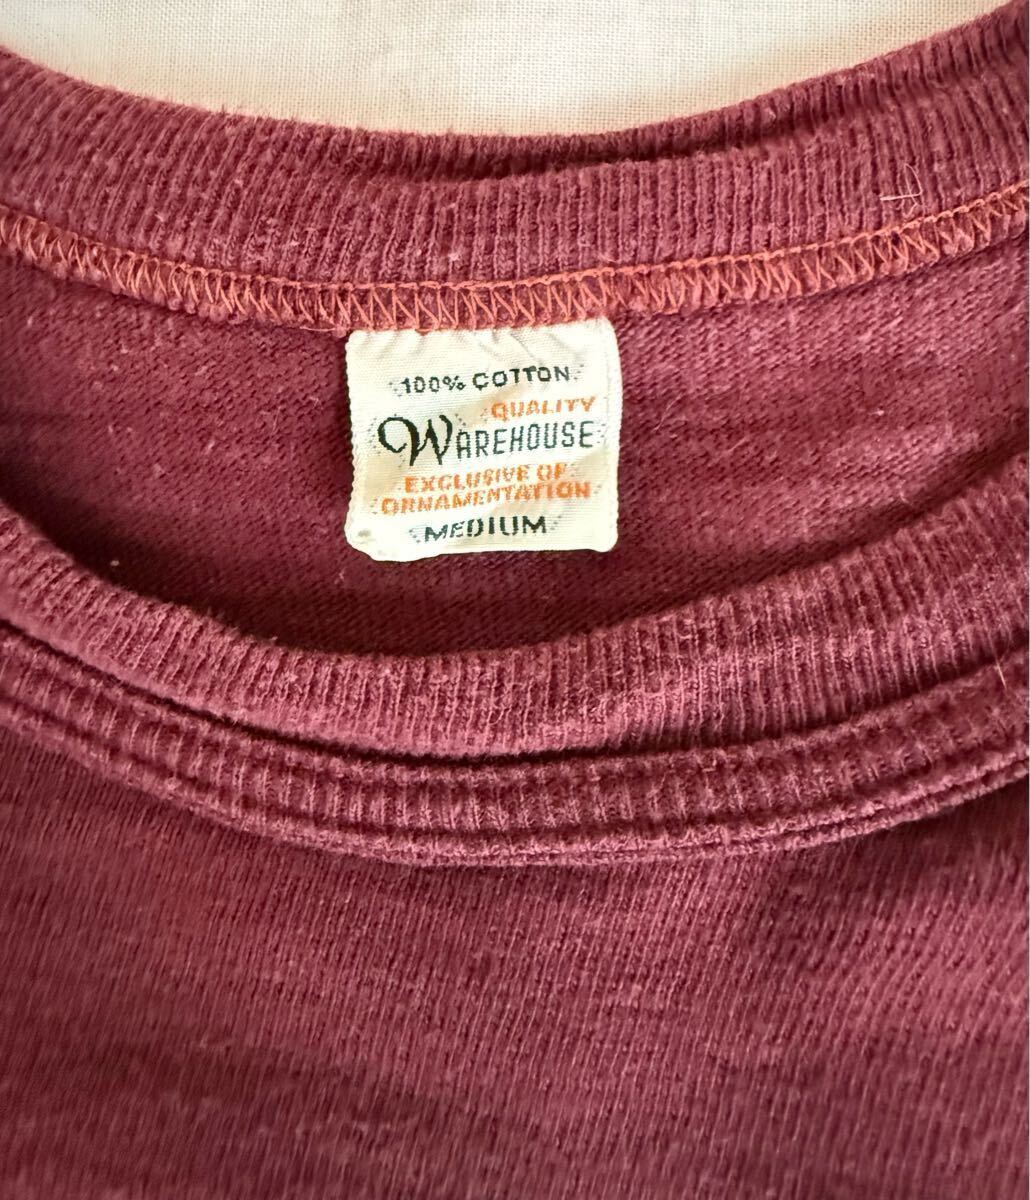 100% COTTON
QUALITY
WAREHOUSE
EXCLUSIVE OF
ORNAMENTATION
MEDIUM